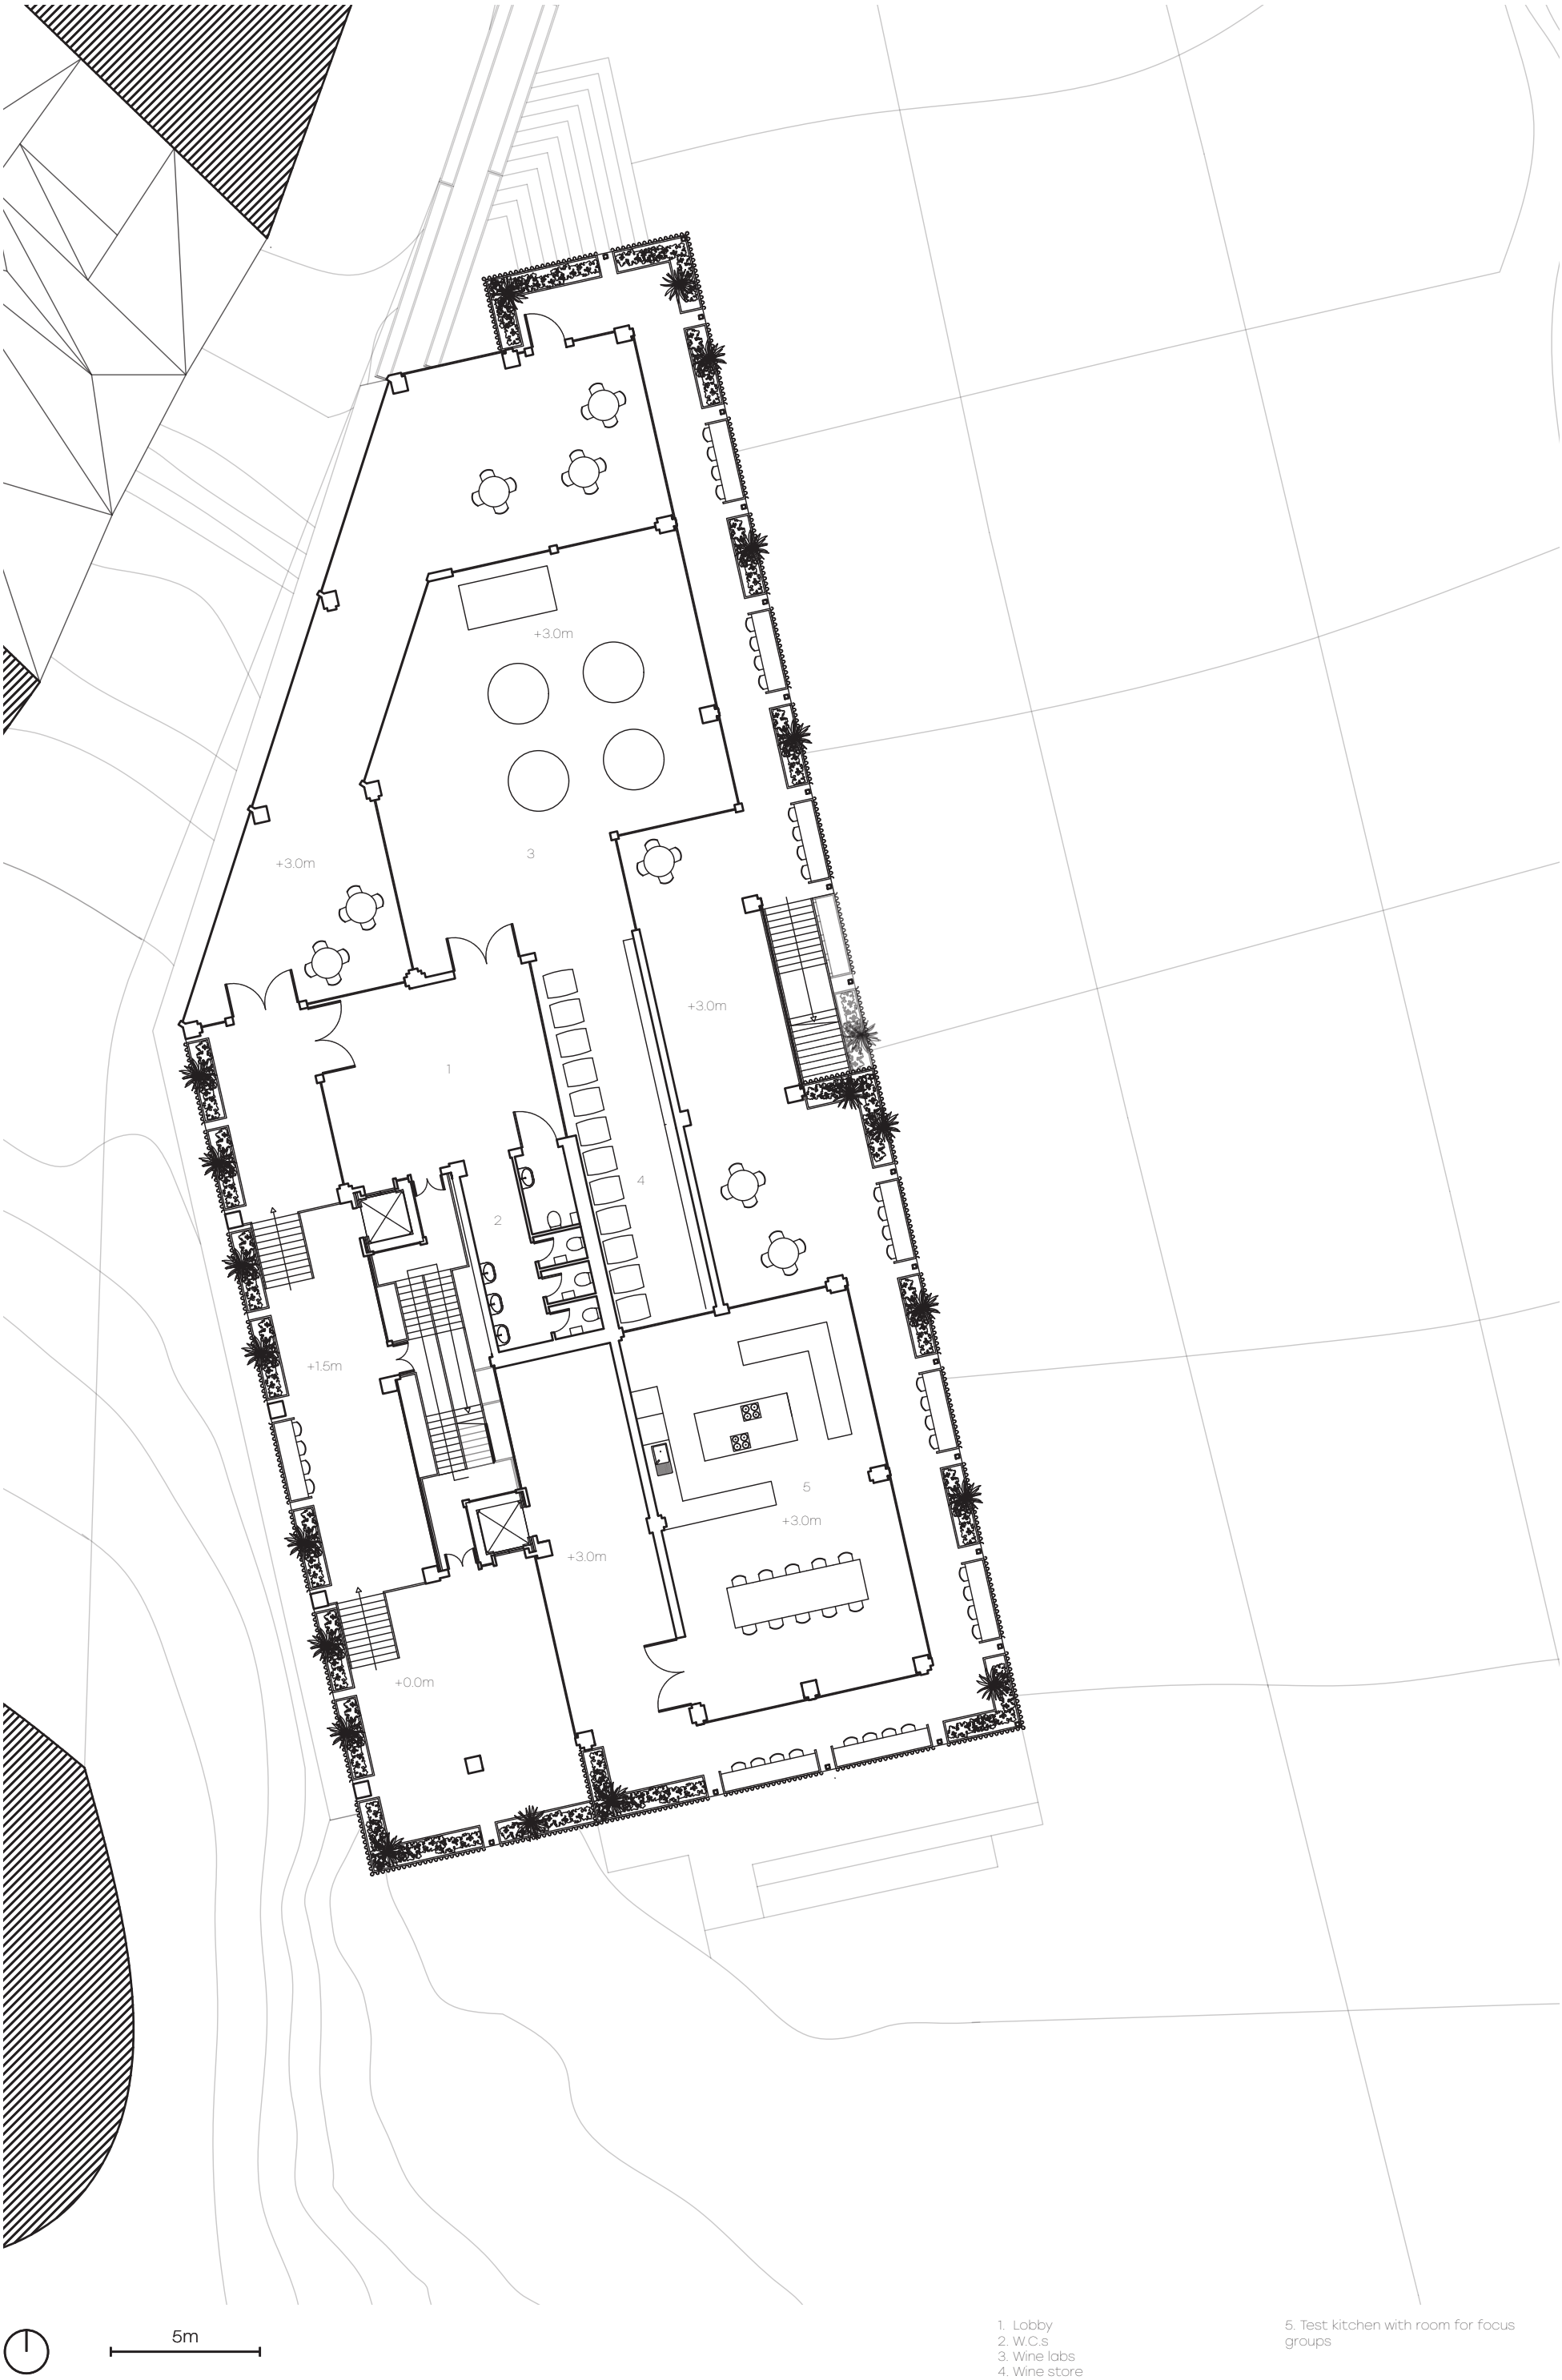 +3.0m
+3.0m
3
+3.0m
1
4
2
+1.5m
5
+3.0m
+3.0m
+0.0m
5m
1. Lobby
2. W.C.s
3. Wine labs
4. Wine store
5. Test kitchen with room for focus
groups